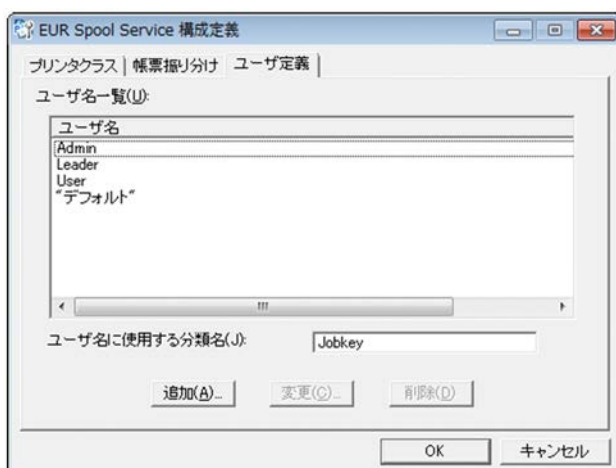 EUR Spool Service 構成定義
プリンタクラス 帳票振り分け ユーザ定義
ユーザ名一覧(U):
ユーザ名
Admin
Leader
User
"デフォルト"
ユーザ名に使用する分類名(J): Jobkey
追加(A)... 変更(C)... 削除(D)
OK キャンセル